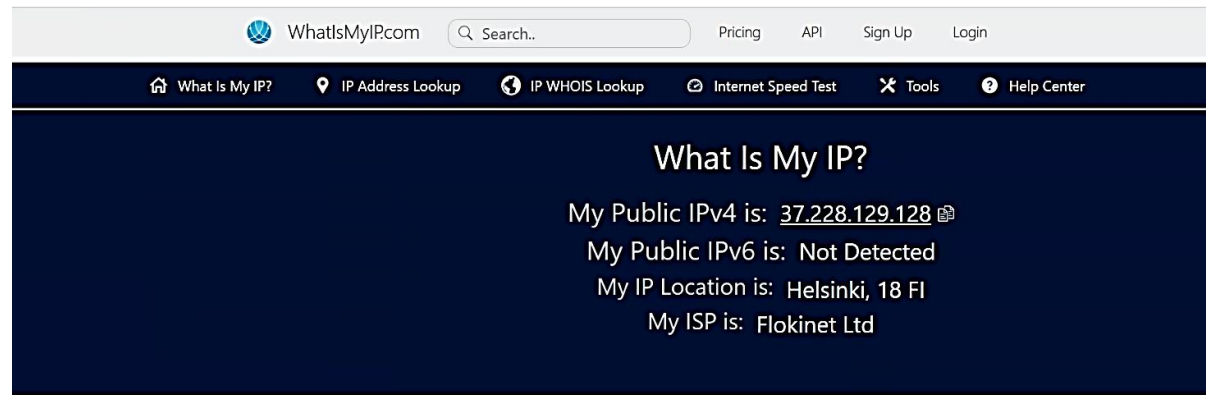 WhatIsMyIP.com Search.. Pricing API Sign Up Login
What Is My IP? IP Address Lookup IP WHOIS Lookup Internet Speed Test Tools Help Center
What Is My IP?
My Public IPv4 is: 37.228.129.128
My Public IPv6 is: Not Detected
My IP Location is: Helsinki, 18 FI
My ISP is: Flokinet Ltd